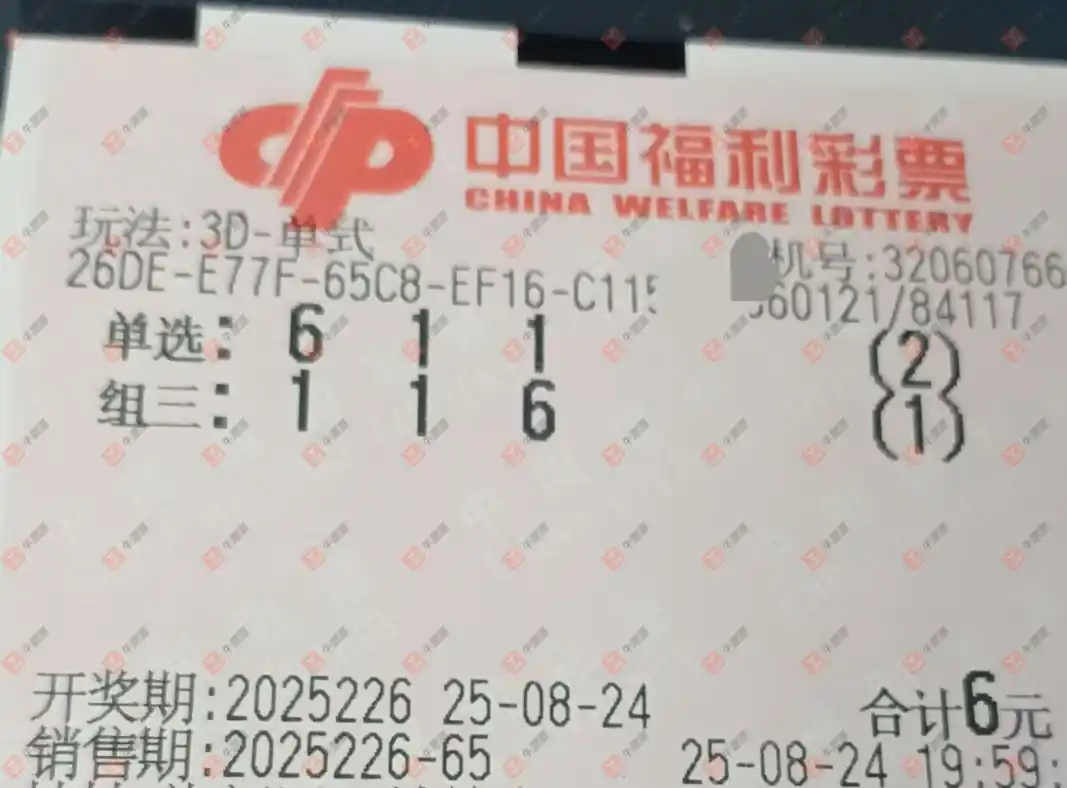 中国福利彩票
CHINA WELFARE LOTTERY
玩法:3D-单式
机号:32060766
26DE-E77F-65C8-EF16-C115
60121/84117
单选: 6 1 1 (2)
组三: 1 1 6 (1)
开奖期:2025226 25-08-24 合计6元
销售期:2025226-65 25-08-24 19:59: